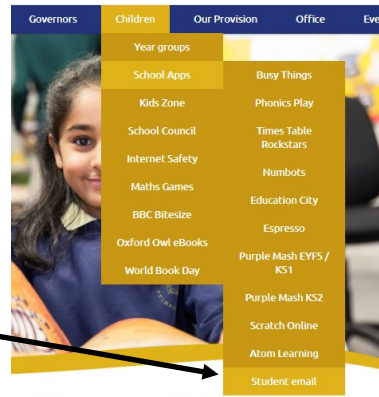 Governors Children Our Provision Office Eve
Year groups
School Apps
Kids Zone
School Council
Internet Safety
Maths Games
BBC Bitesize
Oxford Owl eBooks
World Book Day
Busy Things
Phonics Play
Times Table
Rockstars
Numbots
Education City
Espresso
Purple Mash EYFS /
KS1
Purple Mash KS2
Scratch Online
Atom Learning
Student email